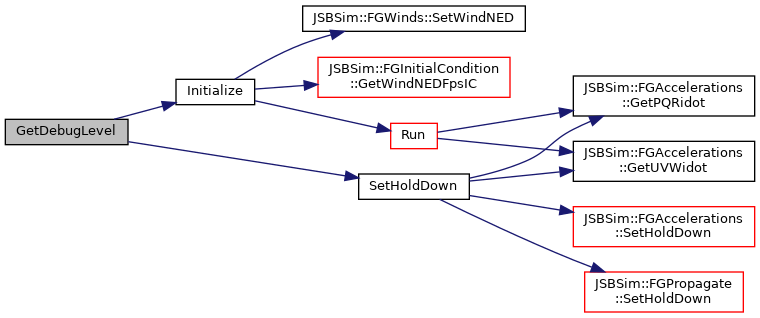 JSBSim::FGWinds::SetWindNED
JSBSim::FGInitialCondition
::GetWindNEDFpsIC
Initialize
JSBSim::FGAccelerations
::GetPQRidot
GetDebugLevel
Run
JSBSim::FGAccelerations
::GetUVWidot
SetHoldDown
JSBSim::FGAccelerations
::SetHoldDown
JSBSim::FGPropagate
::SetHoldDown